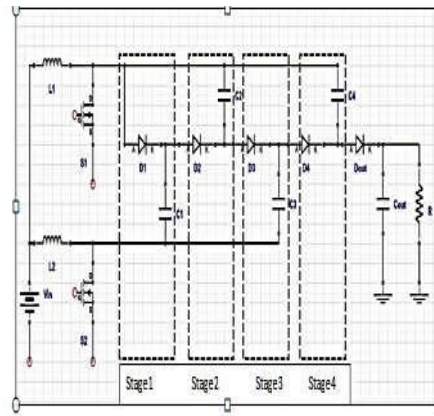 C2
C4
L1
S1
D1
D2
D3
D4
Dout
C1
C3
Cout
R
L2
Vin
S2
Stage1 Stage2 Stage3 Stage4